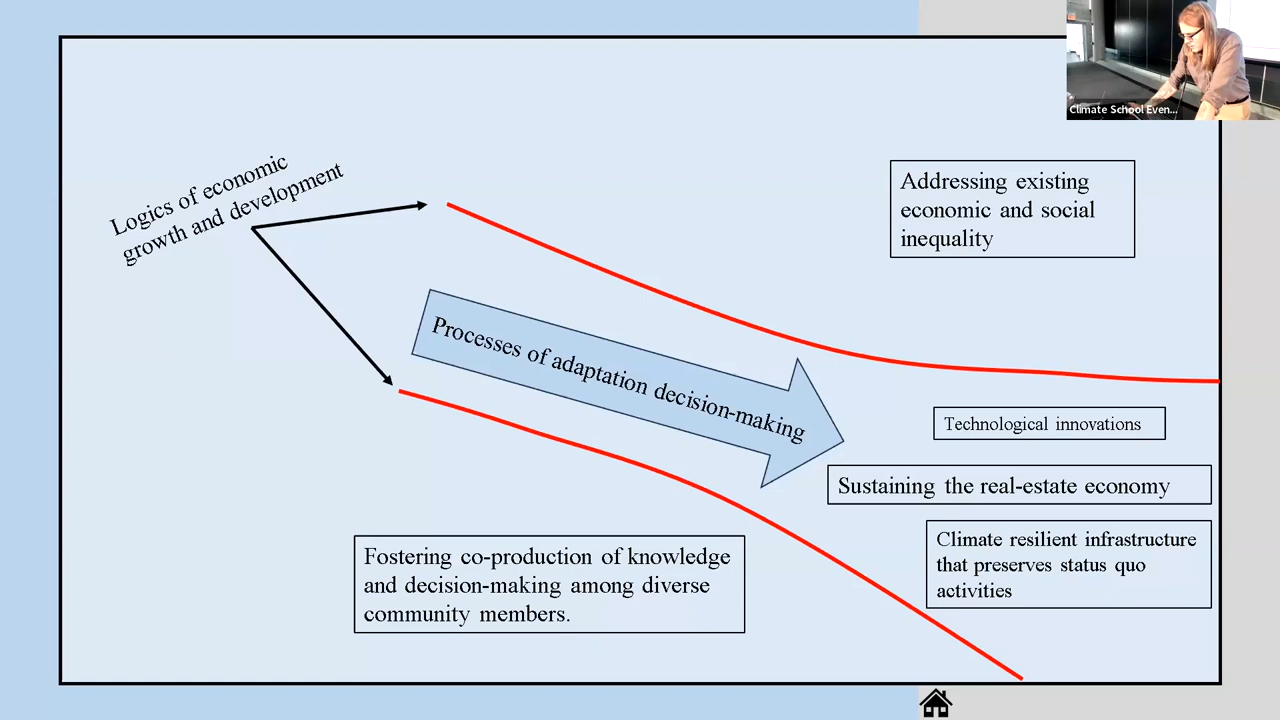 Climate School Even...
Logics of economic
growth and development
Addressing existing
economic and social
inequality
Processes of adaptation decision-making
Technological innovations
Sustaining the real-estate economy
Climate resilient infrastructure
that preserves status quo
activities
Fostering co-production of knowledge
and decision-making among diverse
community members.